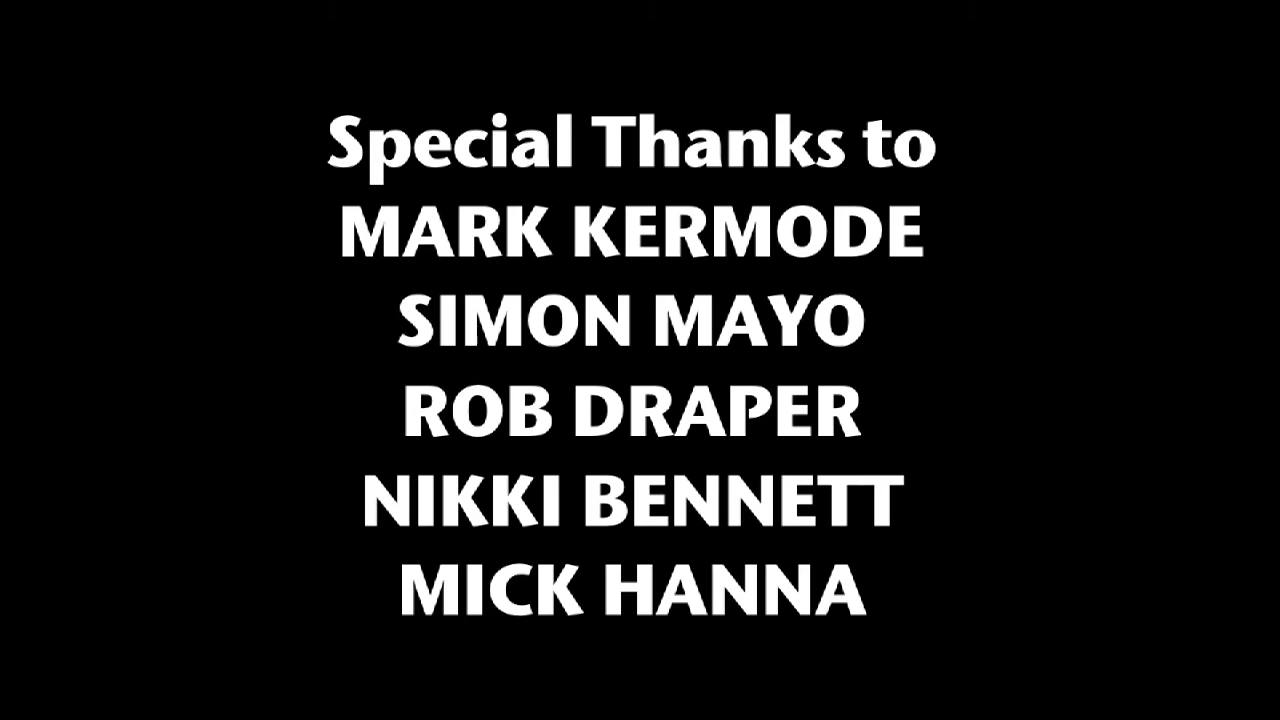 Special Thanks to
MARK KERMODE
SIMON MAYO
ROB DRAPER
NIKKI BENNETT
MICK HANNA